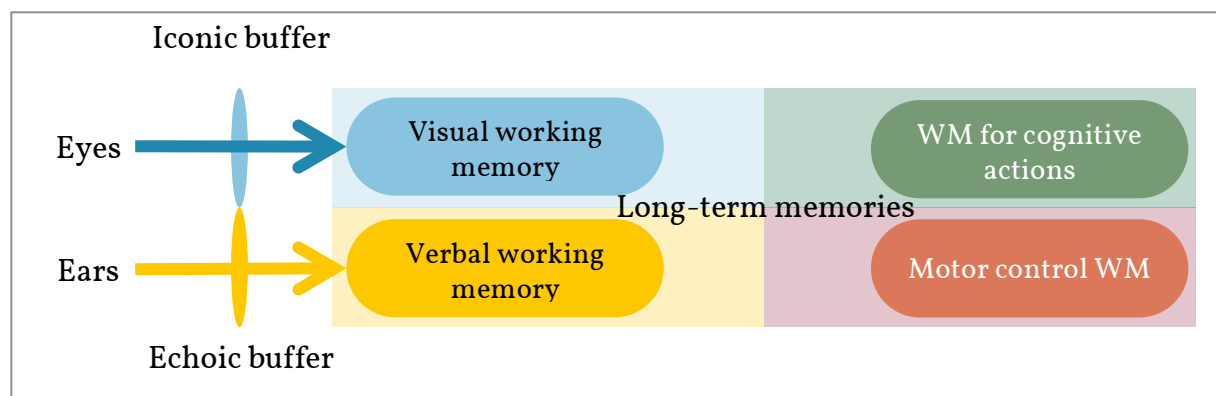 Iconic buffer
Eyes
Visual working
memory
WM for cognitive
actions
Long-term memories
Ears
Verbal working
memory
Motor control WM
Echoic buffer